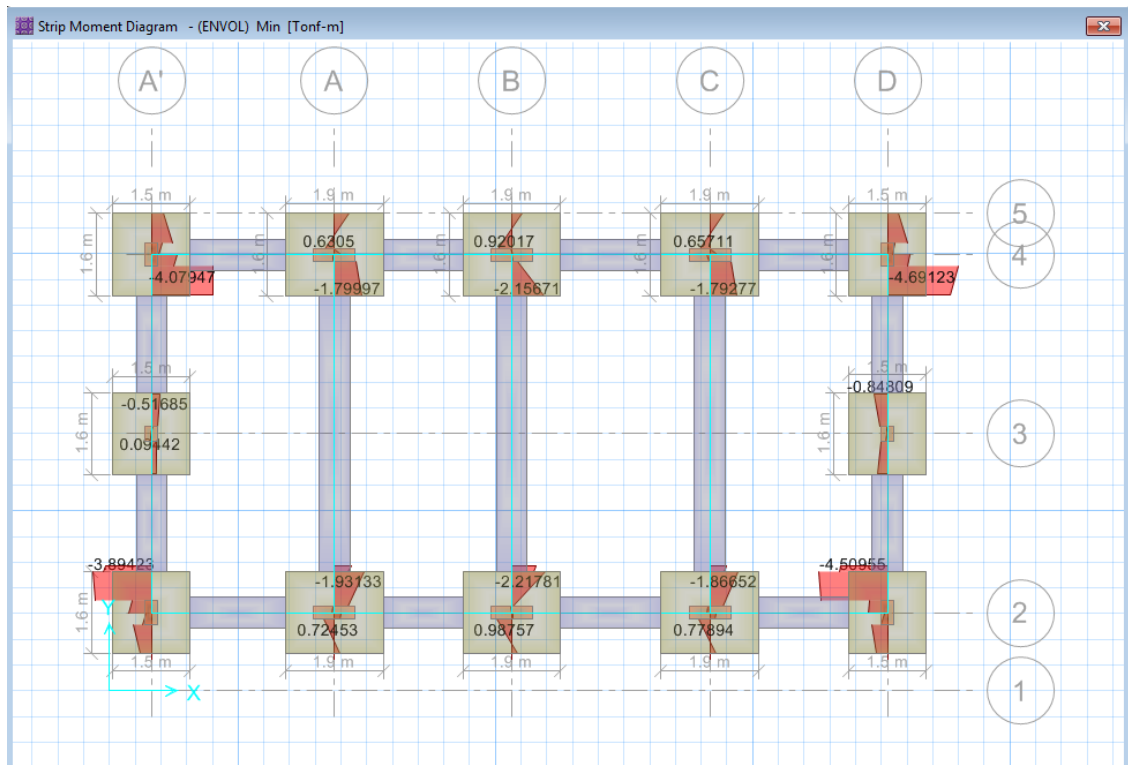 Strip Moment Diagram - (ENVOL) Min [Tonf-m]
A' A B C D
1.5 m 1.9 m 1.9 m 1.9 m 1.5 m
5
0.6305 0.92017 0.65711
1.6 m 1.6 m 1.6 m 1.6 m 1.6 m
4
-4.07947 -1.79997 -2.15671 -1.79277 -4.69123
1.5 m 1.5 m
-0.84809
-0.51685
1.6 m 1.6 m
3
0.09442
-3.89423 -4.50955
-1.93133 -2.21781 -1.86652
Y
1.6 m
2
0.72453 0.98757 0.77894
1.5 m 1.9 m 1.9 m 1.9 m 1.5 m
X
1